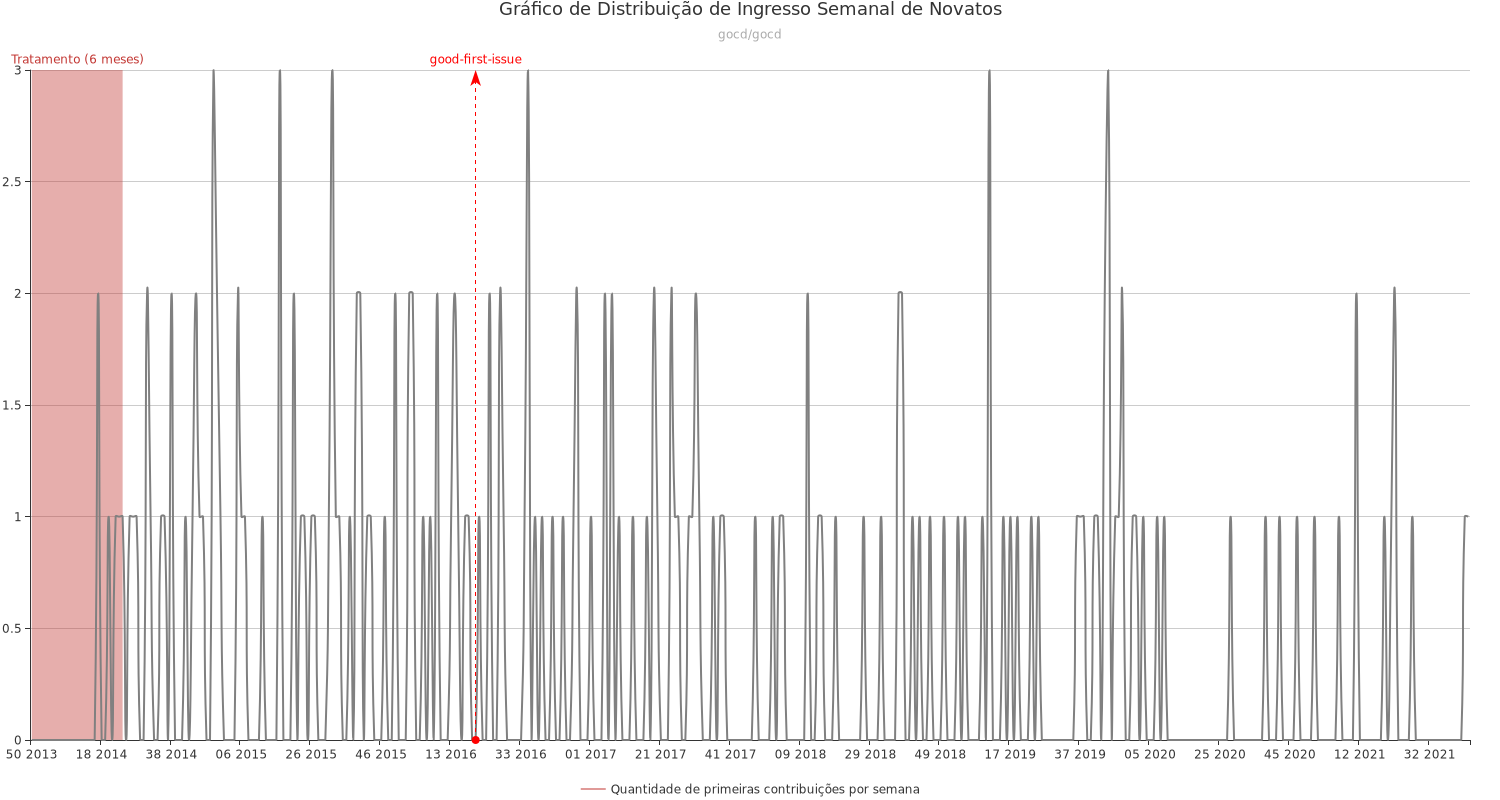 Gráfico de Distribuição de Ingresso Semanal de Novatos
gocd/gocd
Tratamento (6 meses)
good-first-issue
3
2.5
2
1.5
1
0.5
0
50 2013 18 2014 38 2014 06 2015 26 2015 46 2015 13 2016 33 2016 01 2017 21 2017 41 2017 09 2018 29 2018 49 2018 17 2019 37 2019 05 2020 25 2020 45 2020 12 2021 32 2021
Quantidade de primeiras contribuições por semana